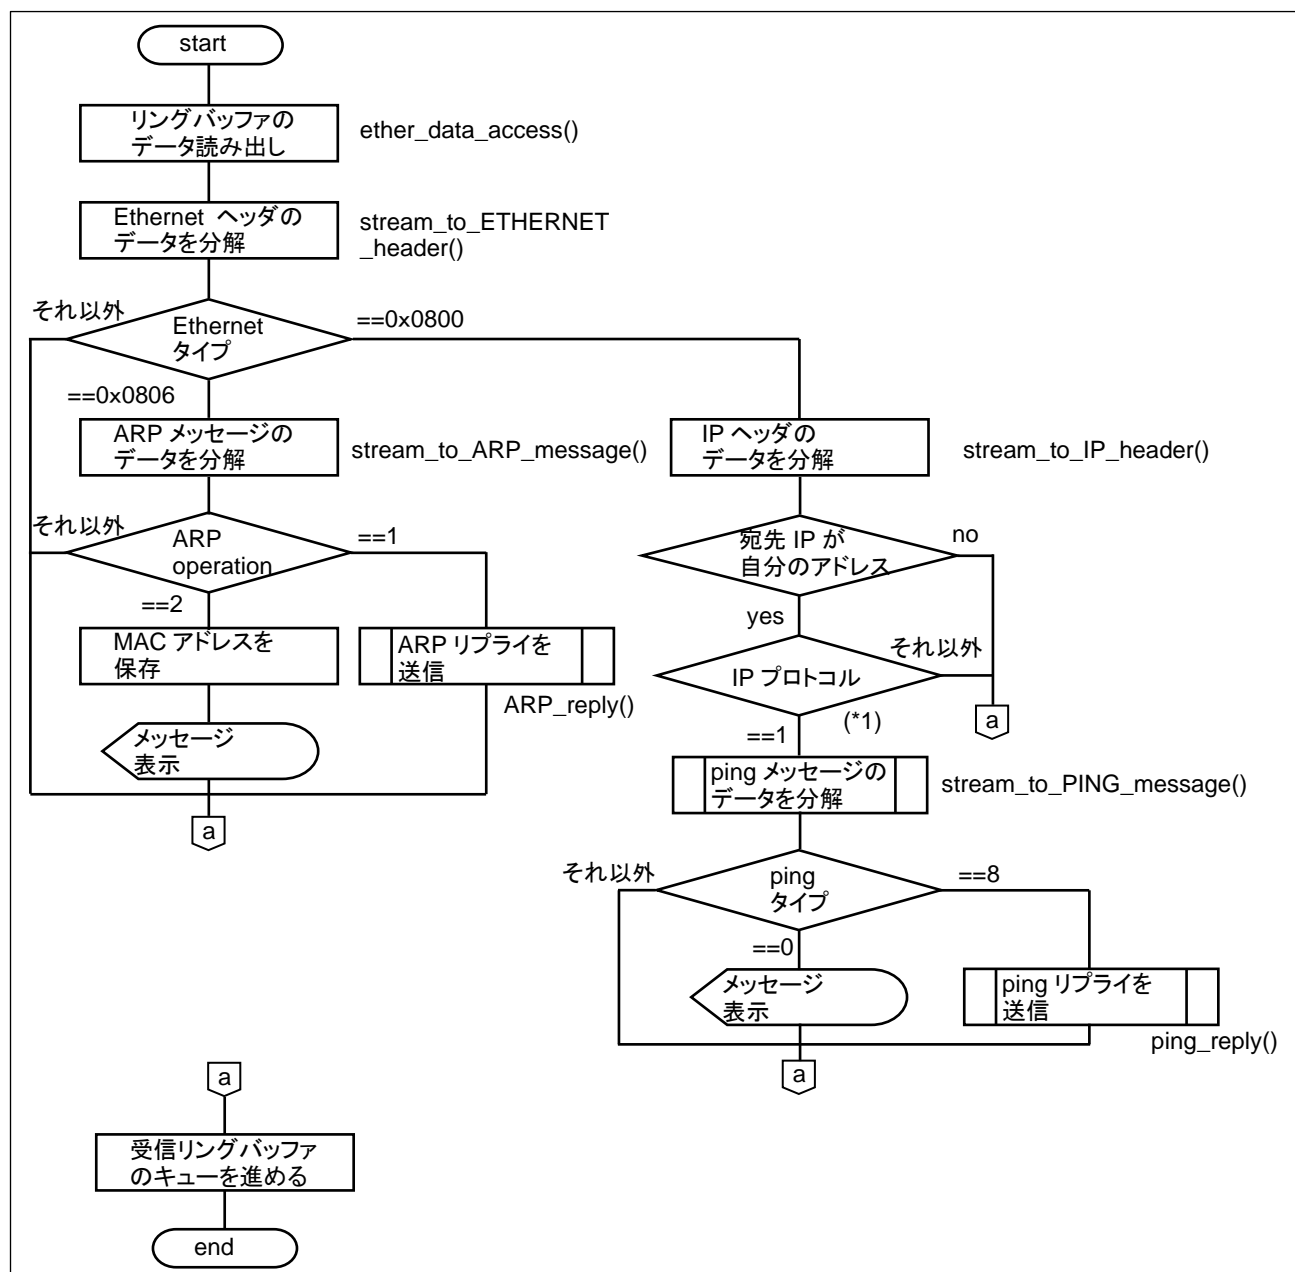 start
リングバッファの
データ読み出し
ether_data_access()
Ethernet ヘッダの
データを分解
stream_to_ETHERNET
_header()
それ以外
Ethernet
タイプ
==0x0800
==0x0806
ARP メッセージの
データを分解
stream_to_ARP_message()
IP ヘッダの
データを分解
stream_to_IP_header()
それ以外
ARP
operation
==1
==2
宛先 IP が
自分のアドレス
no
yes
MAC アドレスを
保存
ARP リプライを
送信
ARP_reply()
IP プロトコル
それ以外
(*1)
==1
a
メッセージ
表示
a
ping メッセージの
データを分解
stream_to_PING_message()
それ以外
ping
タイプ
==8
==0
メッセージ
表示
ping リプライを
送信
ping_reply()
a
a
受信リングバッファ
のキューを進める
end